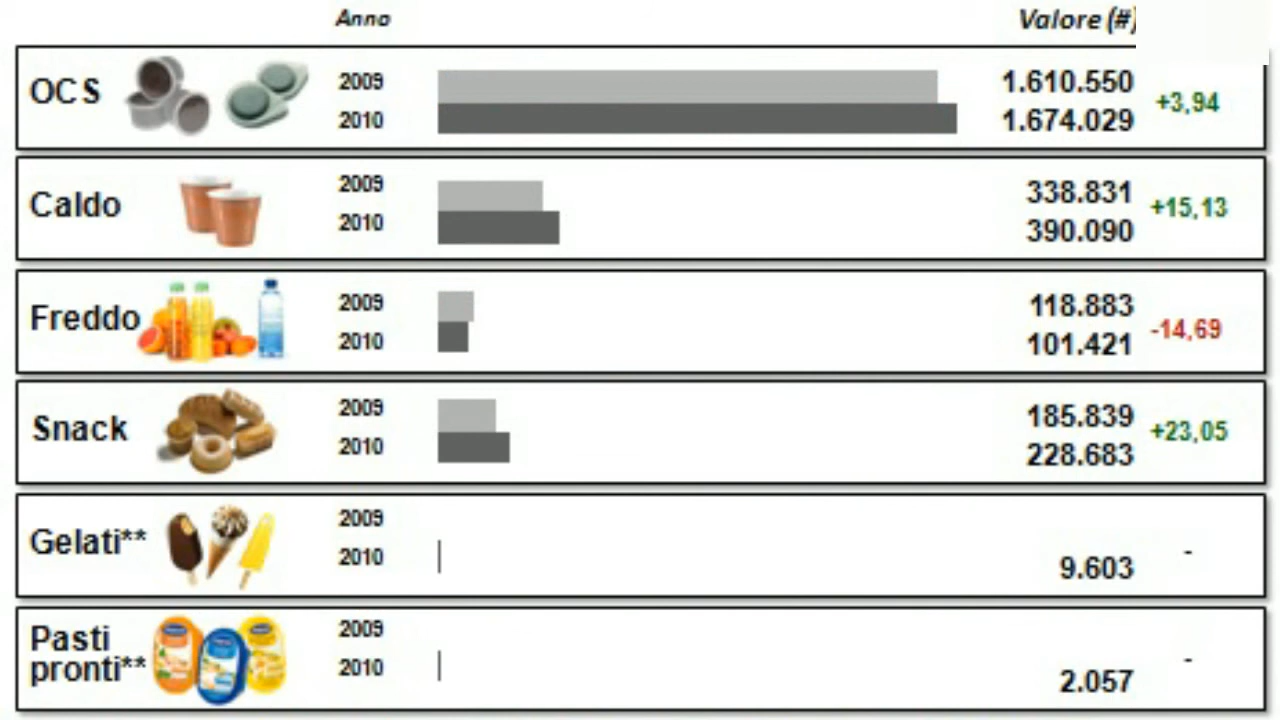 Anno Valore (#)
OCS 2009 1.610.550 +3,94
2010 1.674.029
Caldo 2009 338.831 +15,13
2010 390.090
Freddo 2009 118.883 -14,69
2010 101.421
Snack 2009 185.839 +23,05
2010 228.683
Gelati** 2009 -
2010 9.603
Pasti pronti** 2009 -
2010 2.057